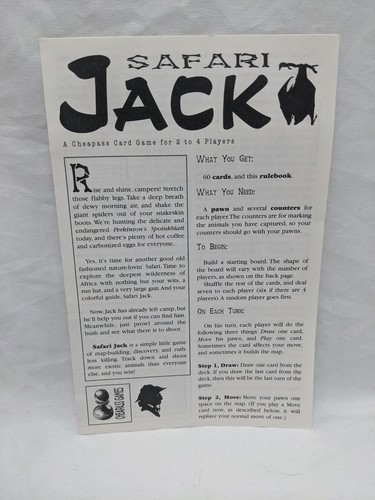 SAFARI
JACK
A Cheapass Card Game for 2 to 4 Players
Rise and shine, campers! Stretch
those flabby legs. Take a deep breath
of dewy morning air, and shake the
giant spiders out of your snakerskin
boots. We're hunting the delicate and
endangered Perkinson's Spoinkblatt
today, and there's plenty of hot coffee
and carbonized eggs for everyone.
Yes, it's time for another good old
fashioned nature-lovin' Safari. Time to
explore the deepest wilderness of
Africa with nothing but your wits, a
sun hat, and a very large gun. And your
colorful guide, Safari Jack.
Now, Jack has already left camp, but
he'll help you out if you can find him.
Meanwhile, just prowl around the
bush and see what there is to shoot.
Safari Jack is a simple little game
of map-building, discovery, and ruth-
less killing. Track down and shoot
more exotic animals than everyone
else, and you win!
CHEAPASS GAMES
WHAT YOU GET:
60 cards, and this rulebook.
WHAT YOU NEED:
A pawn and several counters for
each player. The counters are for marking
the animals you have captured, so your
counters should go with your pawns.
TO BEGIN:
Build a starting board. The shape of
the board will vary with the number of
players, as shown on the back page.
Shuffle the rest of the cards, and deal
seven to each player (six if there are 4
players). A random player goes first.
ON EACH TURN:
On his turn, each player will do the
following three things: Draw one card,
Move his pawn, and Play one card.
Sometimes the card affects your move,
and sometimes it builds the map.
Step 1, Draw: Draw one card from the
deck. If you draw the last card from the
deck, then this will be the last turn of the
game.
Step 2, Move: Move your pawn one
space on the map. (If you play a Move
card now, as described below, it will
replace your normal move of one.)